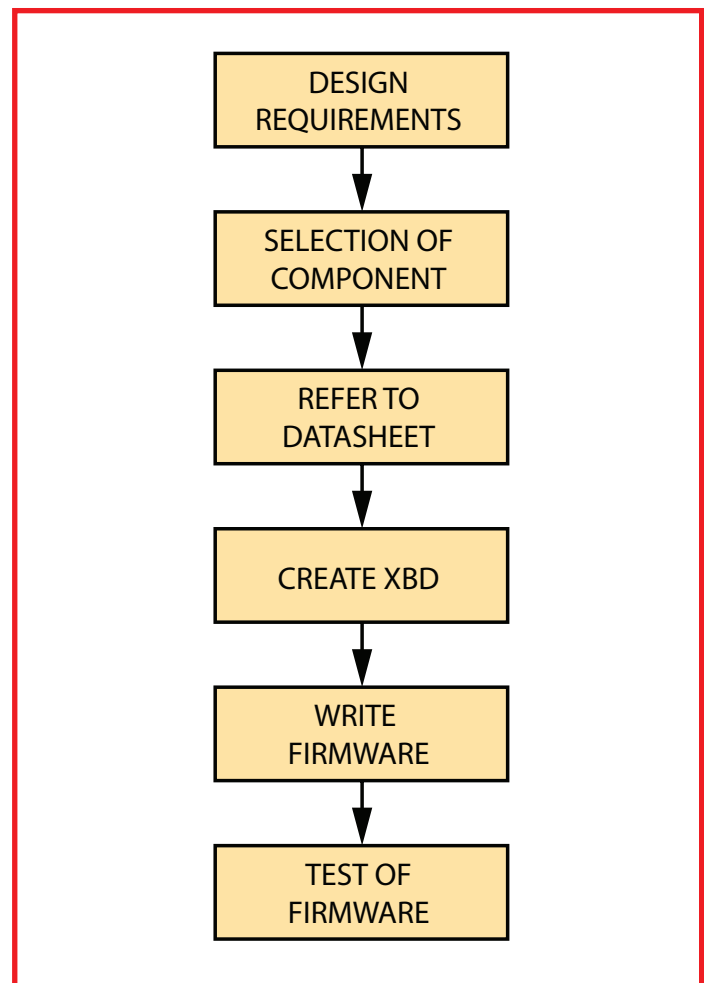 DESIGN
REQUIREMENTS
SELECTION OF
COMPONENT
REFER TO
DATASHEET
CREATE XBD
WRITE
FIRMWARE
TEST OF
FIRMWARE